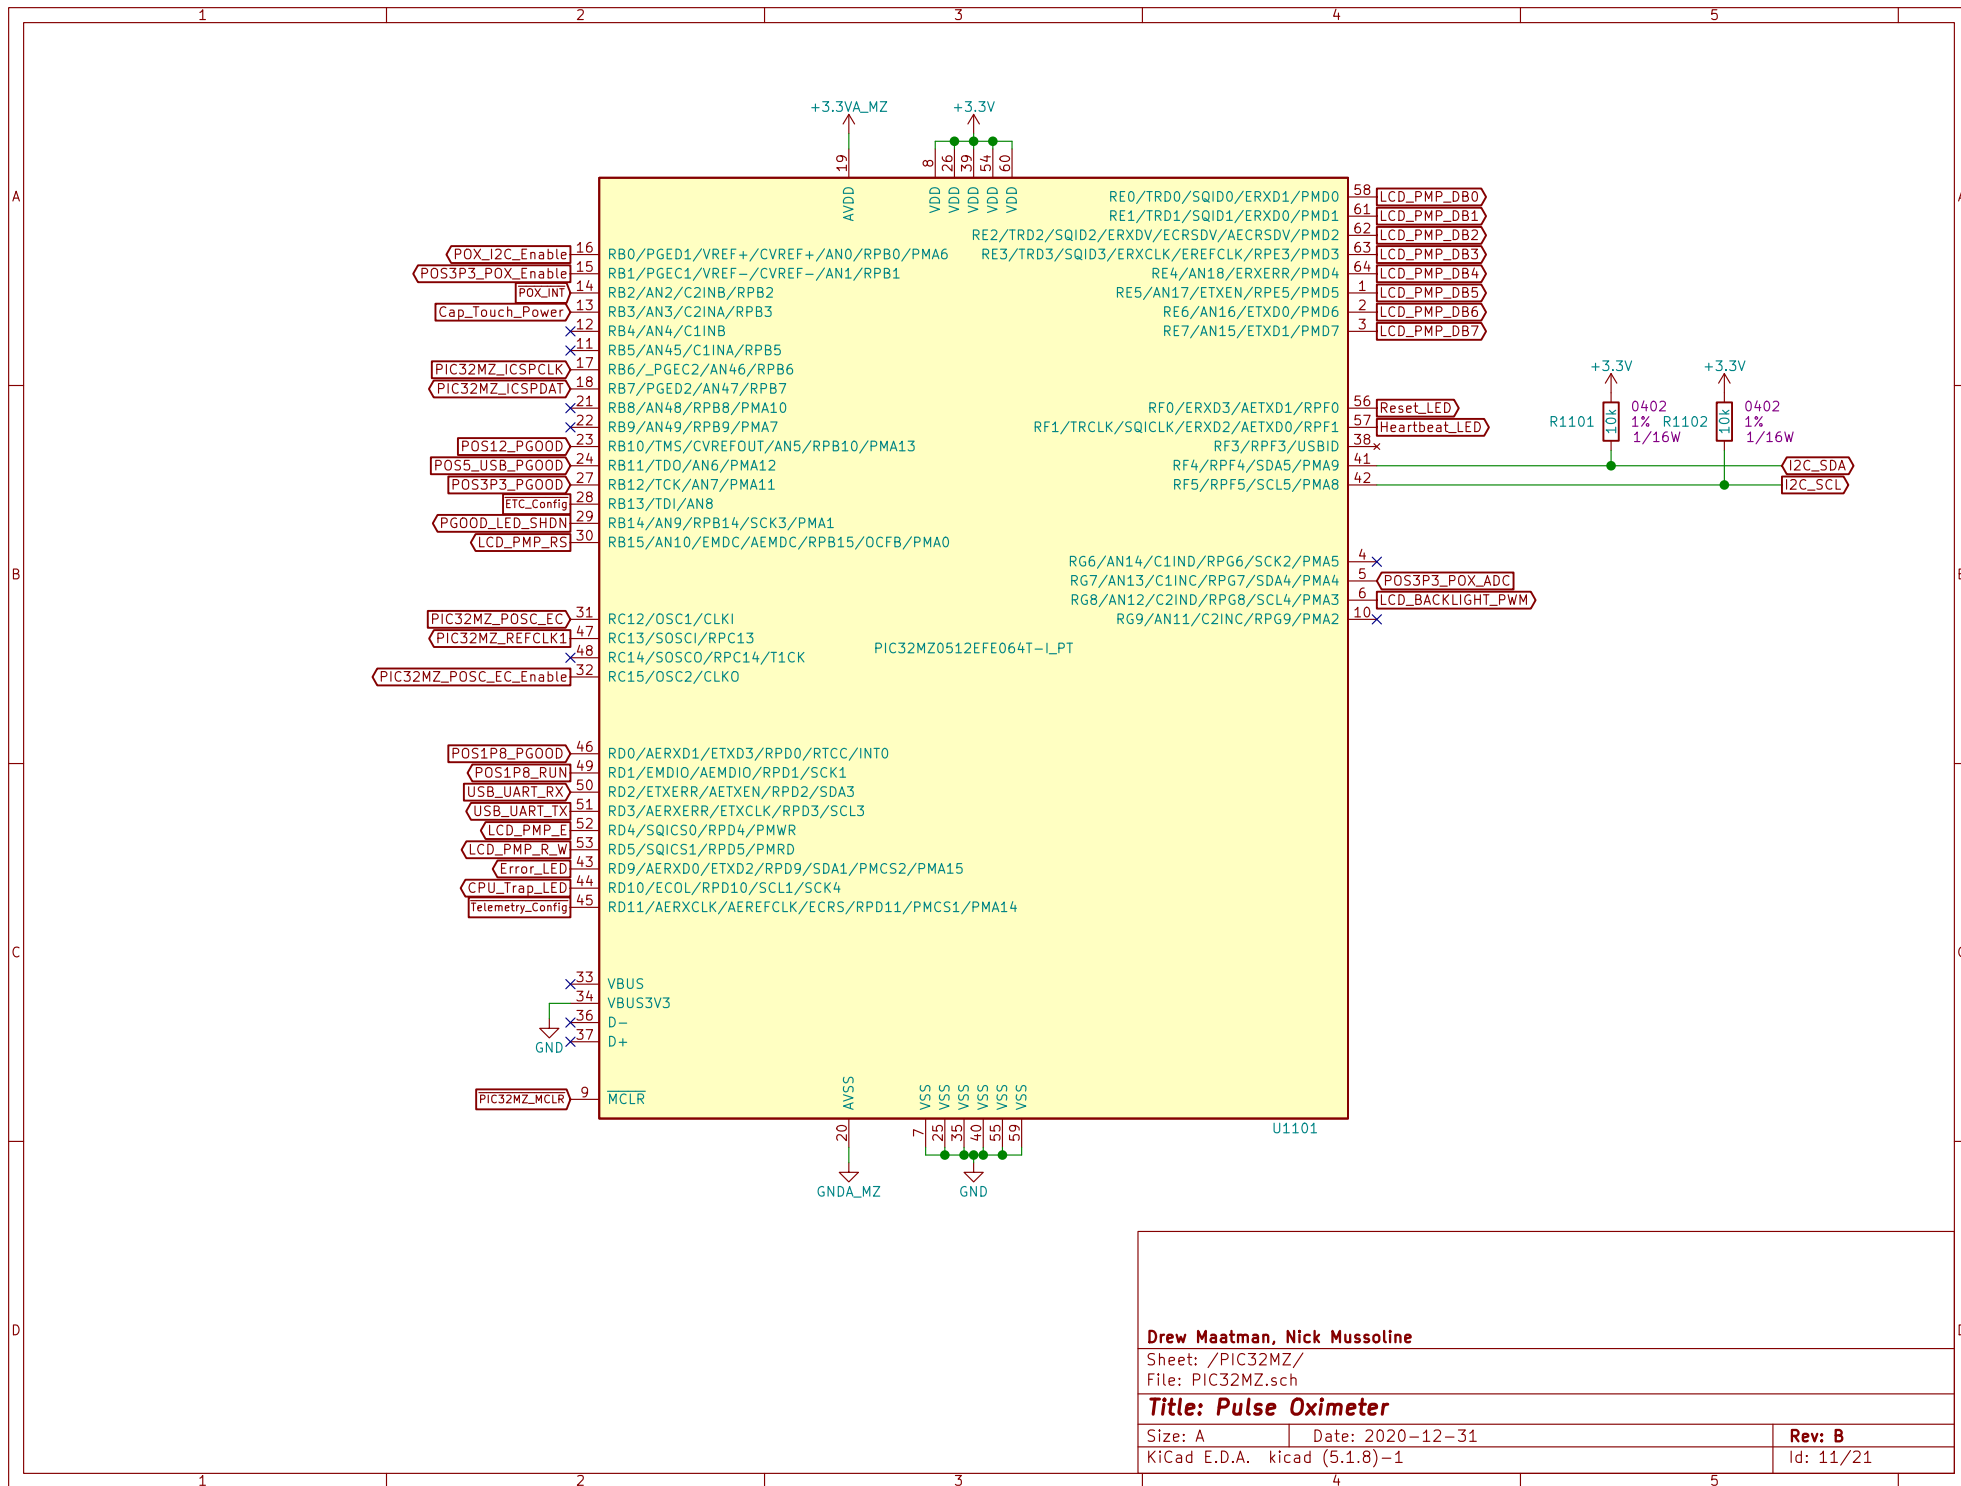 1 2 3 4 5
+3.3VA_MZ +3.3V
19 8 26 39 54 60
AVDD VDD VDD VDD VDD VDD
A
RE0/TRD0/SQID0/ERXD1/PMD0 58 LCD_PMP_DB0
RE1/TRD1/SQID1/ERXD0/PMD1 61 LCD_PMP_DB1
RE2/TRD2/SQID2/ERXDV/ECRSDV/AECRSDV/PMD2 62 LCD_PMP_DB2
POX_I2C_Enable 16 RB0/PGED1/VREF+/CVREF+/AN0/RPB0/PMA6 RE3/TRD3/SQID3/ERXCLK/EREFCLK/RPE3/PMD3 63 LCD_PMP_DB3
POS3P3_POX_Enable 15 RB1/PGEC1/VREF-/CVREF-/AN1/RPB1 RE4/AN18/ERXERR/PMD4 64 LCD_PMP_DB4
POX_INT 14 RB2/AN2/C2INB/RPB2 RE5/AN17/ETXEN/RPE5/PMD5 1 LCD_PMP_DB5
Cap_Touch_Power 13 RB3/AN3/C2INA/RPB3 RE6/AN16/ETXD0/PMD6 2 LCD_PMP_DB6
12 RB4/AN4/C1INB RE7/AN15/ETXD1/PMD7 3 LCD_PMP_DB7
11 RB5/AN45/C1INA/RPB5
PIC32MZ_ICSPCLK 17 RB6/_PGEC2/AN46/RPB6 +3.3V +3.3V
PIC32MZ_ICSPDAT 18 RB7/PGED2/AN47/RPB7
21 RB8/AN48/RPB8/PMA10 RF0/ERXD3/AETXD1/RPF0 56 Reset_LED 0402 0402
R1101 10k 1% R1102 10k 1%
22 RB9/AN49/RPB9/PMA7 RF1/TRCLK/SQICLK/ERXD2/AETXD0/RPF1 57 Heartbeat_LED 1/16W 1/16W
POS12_PGOOD 23 RB10/TMS/CVREFOUT/AN5/RPB10/PMA13 RF3/RPF3/USBID 38
POS5_USB_PGOOD 24 RB11/TDO/AN6/PMA12 RF4/RPF4/SDA5/PMA9 41 I2C_SDA
POS3P3_PGOOD 27 RB12/TCK/AN7/PMA11 RF5/RPF5/SCL5/PMA8 42 I2C_SCL
ETC_Config 28 RB13/TDI/AN8
PGOOD_LED_SHDN 29 RB14/AN9/RPB14/SCK3/PMA1
LCD_PMP_RS 30 RB15/AN10/EMDC/AEMDC/RPB15/OCFB/PMA0
RG6/AN14/C1IND/RPG6/SCK2/PMA5 4
B
RG7/AN13/C1INC/RPG7/SDA4/PMA4 5 POS3P3_POX_ADC
RG8/AN12/C2IND/RPG8/SCL4/PMA3 6 LCD_BACKLIGHT_PWM
PIC32MZ_POSC_EC 31 RC12/OSC1/CLKI RG9/AN11/C2INC/RPG9/PMA2 10
PIC32MZ_REFCLK1 47 RC13/SOSCI/RPC13
PIC32MZ0512EFE064T-I_PT
48 RC14/SOSCO/RPC14/T1CK
PIC32MZ_POSC_EC_Enable 32 RC15/OSC2/CLKO
POS1P8_PGOOD 46 RD0/AERXD1/ETXD3/RPD0/RTCC/INT0
POS1P8_RUN 49 RD1/EMDIO/AEMDIO/RPD1/SCK1
USB_UART_RX 50 RD2/ETXERR/AETXEN/RPD2/SDA3
USB_UART_TX 51 RD3/AERXERR/ETXCLK/RPD3/SCL3
LCD_PMP_E 52 RD4/SQICS0/RPD4/PMWR
LCD_PMP_R_W 53 RD5/SQICS1/RPD5/PMRD
Error_LED 43 RD9/AERXD0/ETXD2/RPD9/SDA1/PMCS2/PMA15
CPU_Trap_LED 44 RD10/ECOL/RPD10/SCL1/SCK4
Telemetry_Config 45 RD11/AERXCLK/AEREFCLK/ECRS/RPD11/PMCS1/PMA14
C
33 VBUS
34 VBUS3V3
36 D-
37 D+
GND
PIC32MZ_MCLR 9 MCLR
AVSS VSS VSS VSS VSS VSS VSS
20 7 25 35 40 55 59
U1101
GNDA_MZ GND
D
Drew Maatman, Nick Mussoline
Sheet: /PIC32MZ/
File: PIC32MZ.sch
Title: Pulse Oximeter
Size: A Date: 2020-12-31 Rev: B
KiCad E.D.A. kicad (5.1.8)-1 Id: 11/21
1 2 3 4 5